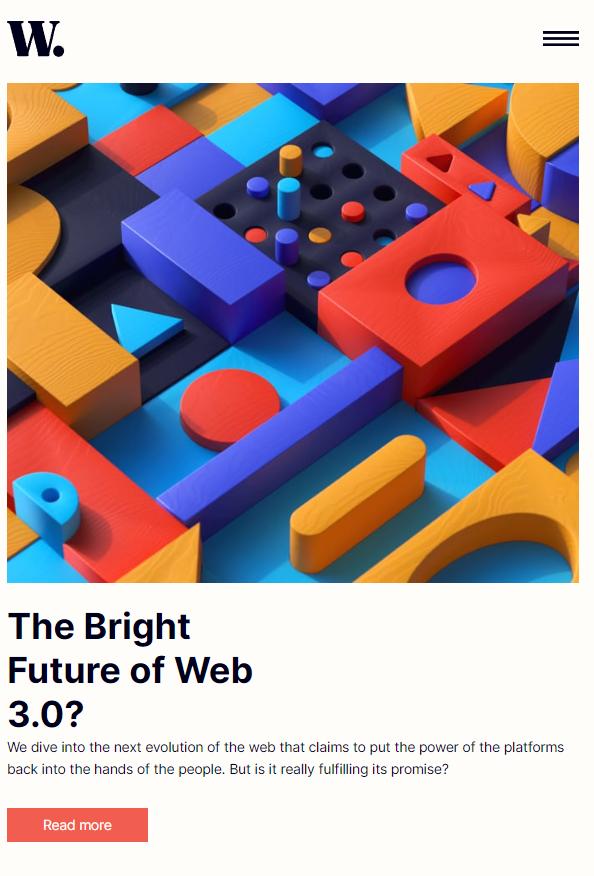 W.
The Bright
Future of Web
3.0?
We dive into the next evolution of the web that claims to put the power of the platforms
back into the hands of the people. But is it really fulfilling its promise?
Read more